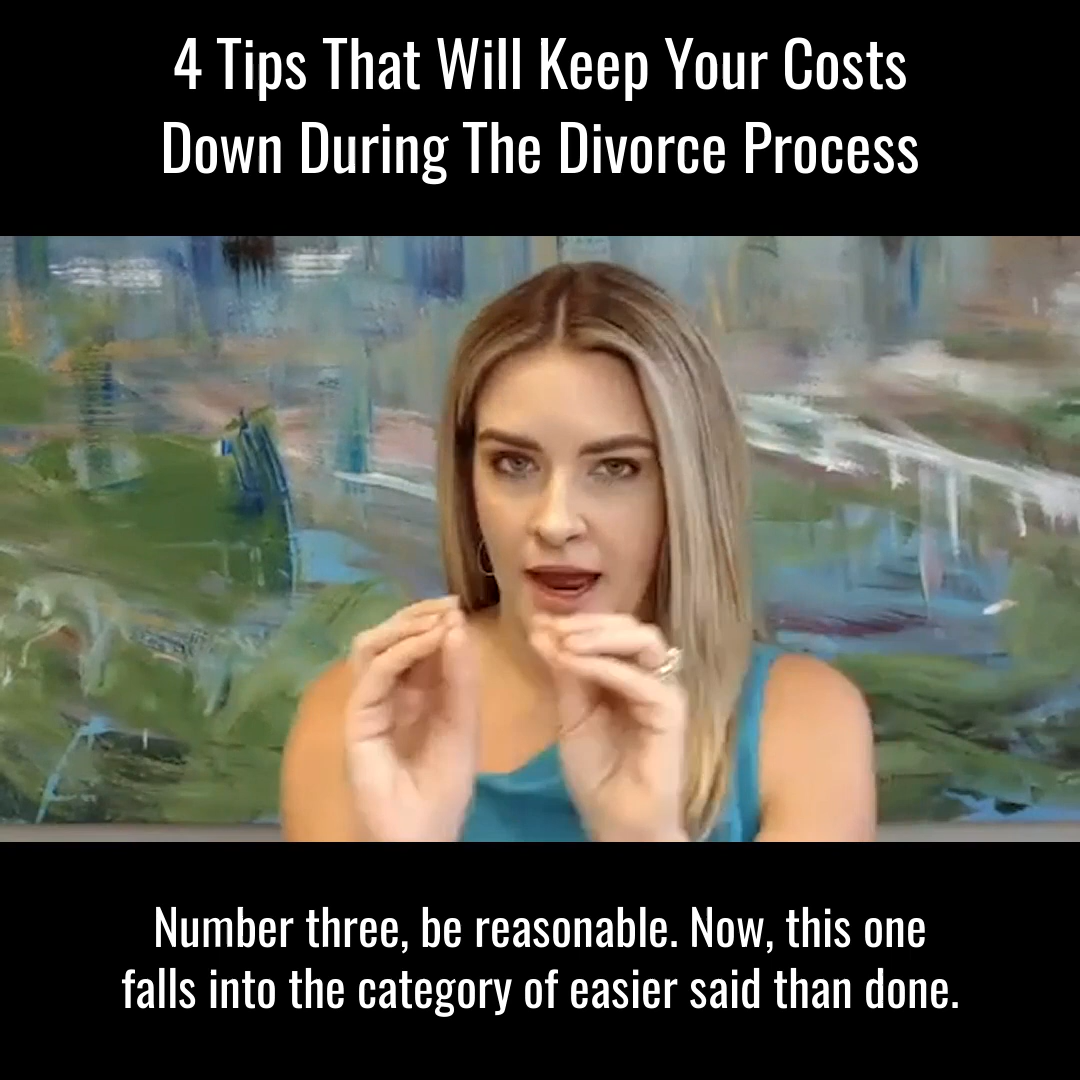 4 Tips That Will Keep Your Costs
Down During The Divorce Process
Number three, be reasonable. Now, this one
falls into the category of easier said than done.